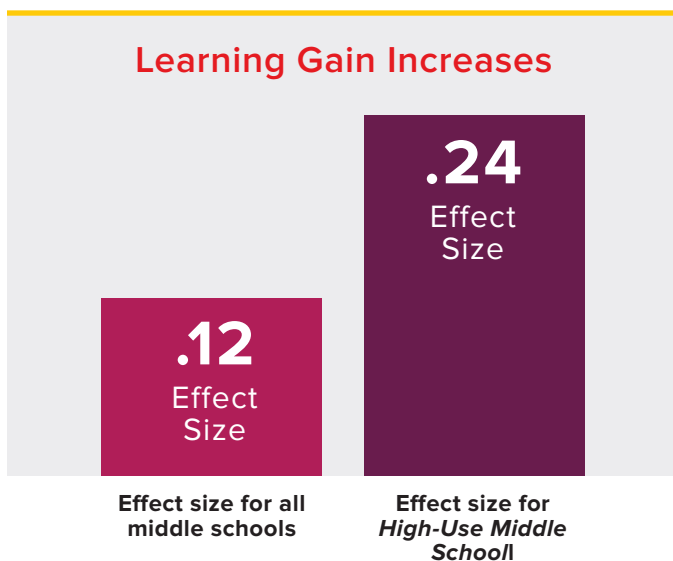 Learning Gain Increases
.24
Effect
Size
.12
Effect
Size
Effect size for all
middle schools
Effect size for
High-Use Middle
Schooll